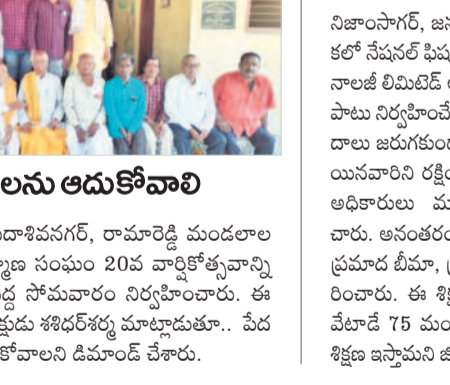 లను ఆదుకోవాలి
దాశివనగర్, రామారెడ్డి మండలాల
హ్మణ సంఘం 20వ వార్షికోత్సవాన్ని
ద్ద సోమవారం నిర్వహించారు. ఈ
క్షుడు శశిధర్‌శర్మ మాట్లాడుతూ.. పేద
కోవాలని డిమాండ్ చేశారు.
నిజాంసాగర్, జన
కలో నేషనల్ ఫిష
నాలజీ లిమిటెడ్
పాటు నిర్వహించే
దాలు జరుగకుండ
యినవారిని రక్షిం
అధికారులు మ
చారు. అనంతరం
ప్రమాద బీమా,
రించారు. ఈ శిక్ష
వేటాడే 75 మం
శిక్షణ ఇస్తామని జి